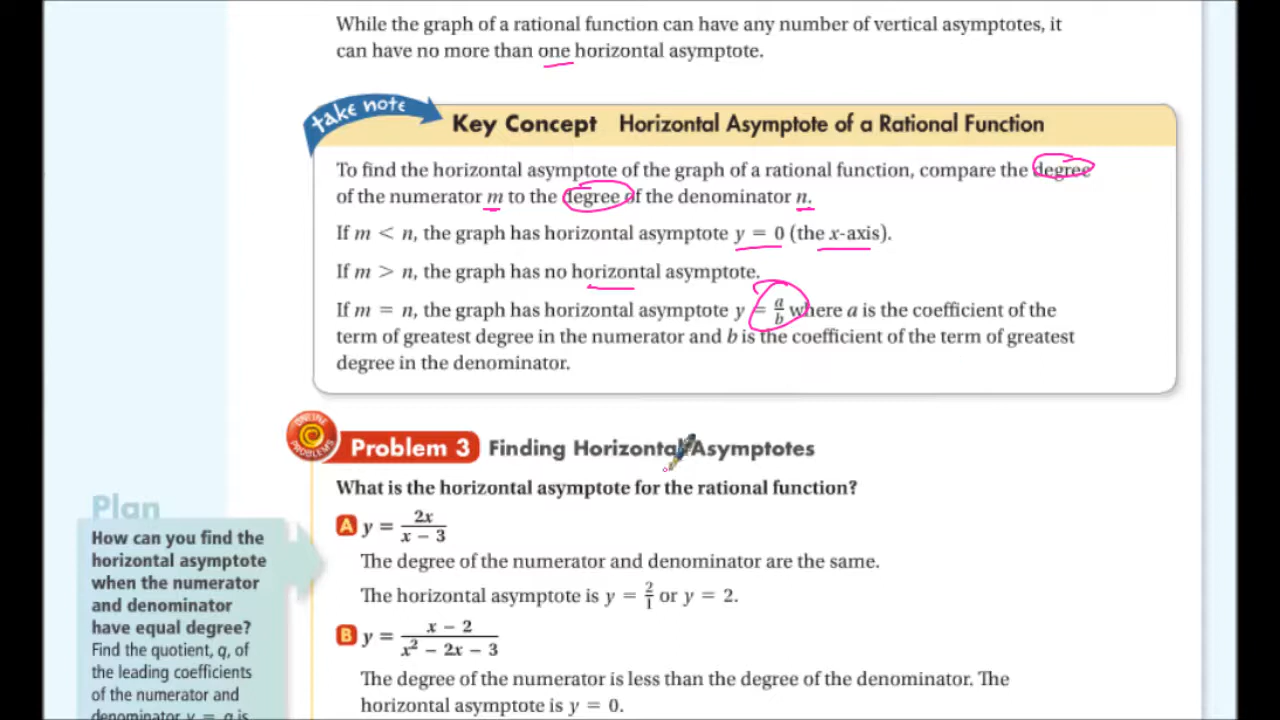 While the graph of a rational function can have any number of vertical asymptotes, it
can have no more than one horizontal asymptote.
take note
Key Concept Horizontal Asymptote of a Rational Function
To find the horizontal asymptote of the graph of a rational function, compare the degree
of the numerator m to the degree of the denominator n.
If m < n, the graph has horizontal asymptote y = 0 (the x-axis).
If m > n, the graph has no horizontal asymptote.
If m = n, the graph has horizontal asymptote y = a/b where a is the coefficient of the
term of greatest degree in the numerator and b is the coefficient of the term of greatest
degree in the denominator.
ONLINE PROBLEMS
Problem 3 Finding Horizontal Asymptotes
What is the horizontal asymptote for the rational function?
A y = 2x/(x − 3)
The degree of the numerator and denominator are the same.
The horizontal asymptote is y = 2/1 or y = 2.
B y = (x − 2)/(x² − 2x − 3)
The degree of the numerator is less than the degree of the denominator. The
horizontal asymptote is y = 0.
Plan
How can you find the
horizontal asymptote
when the numerator
and denominator
have equal degree?
Find the quotient, q, of
the leading coefficients
of the numerator and
denominator y = q is